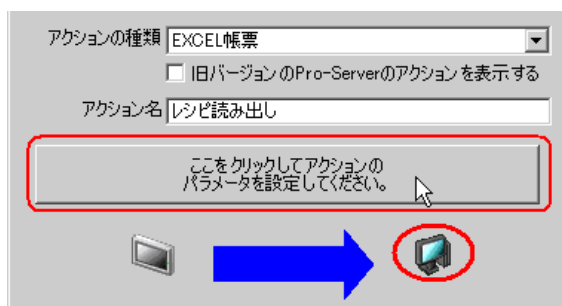 アクションの種類 EXCEL帳票
旧バージョンのPro-Serverのアクションを表示する
アクション名 レシピ読み出し
ここをクリックしてアクションの
パラメータを設定してください。